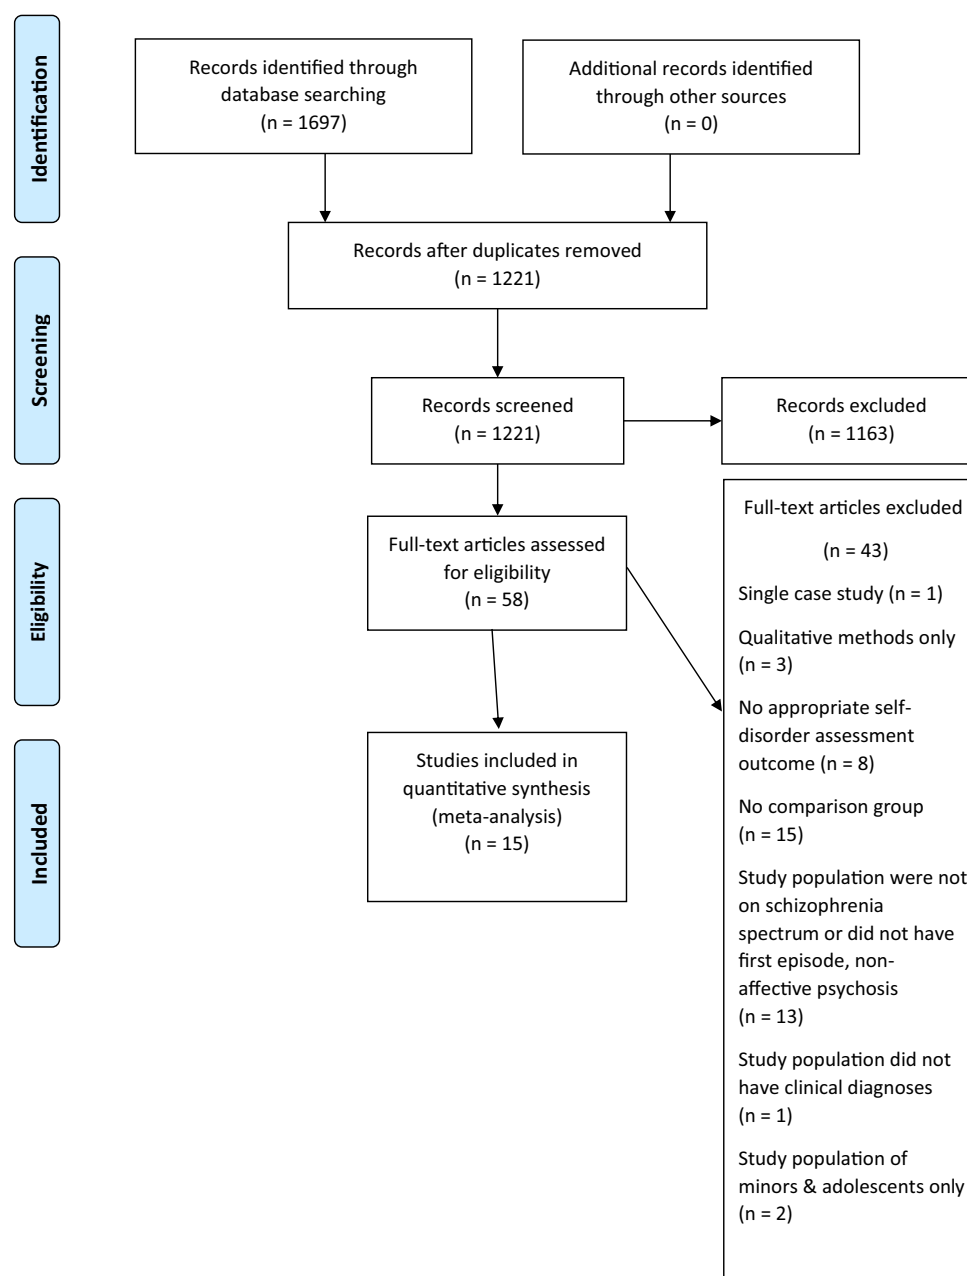 Identification
Records identified through
database searching
(n = 1697)
Additional records identified
through other sources
(n = 0)
Records after duplicates removed
(n = 1221)
Screening
Records screened
(n = 1221)
Records excluded
(n = 1163)
Eligibility
Full-text articles assessed
for eligibility
(n = 58)
Full-text articles excluded
(n = 43)
Single case study (n = 1)
Qualitative methods only
(n = 3)
No appropriate self-
disorder assessment
outcome (n = 8)
No comparison group
(n = 15)
Study population were not
on schizophrenia
spectrum or did not have
first episode, non-
affective psychosis
(n = 13)
Study population did not
have clinical diagnoses
(n = 1)
Study population of
minors & adolescents only
(n = 2)
Included
Studies included in
quantitative synthesis
(meta-analysis)
(n = 15)